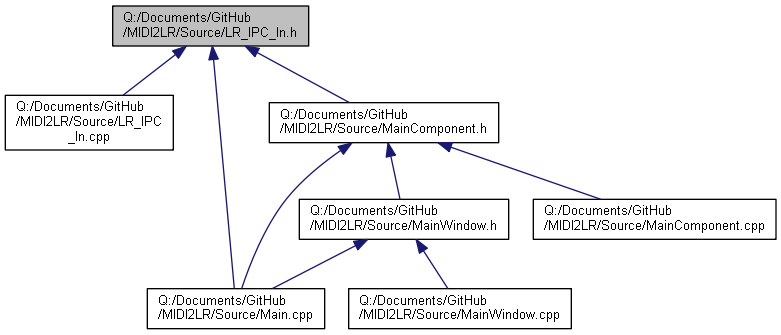 Q:/Documents/GitHub
/MIDI2LR/Source/LR_IPC_In.h
Q:/Documents/GitHub
/MIDI2LR/Source/LR_IPC
_In.cpp
Q:/Documents/GitHub
/MIDI2LR/Source/MainComponent.h
Q:/Documents/GitHub
/MIDI2LR/Source/MainWindow.h
Q:/Documents/GitHub
/MIDI2LR/Source/MainComponent.cpp
Q:/Documents/GitHub
/MIDI2LR/Source/Main.cpp
Q:/Documents/GitHub
/MIDI2LR/Source/MainWindow.cpp